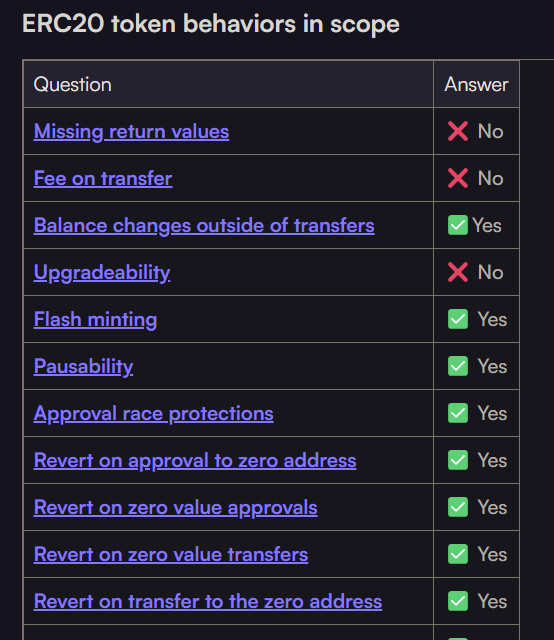 ERC20 token behaviors in scope
Question Answer
Missing return values ❌ No
Fee on transfer ❌ No
Balance changes outside of transfers ✅ Yes
Upgradeability ❌ No
Flash minting ✅ Yes
Pausability ✅ Yes
Approval race protections ✅ Yes
Revert on approval to zero address ✅ Yes
Revert on zero value approvals ✅ Yes
Revert on zero value transfers ✅ Yes
Revert on transfer to the zero address ✅ Yes